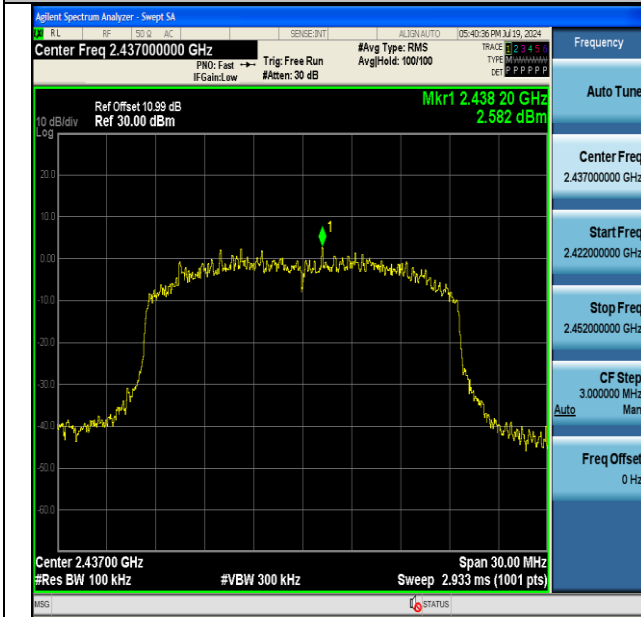 Agilent Spectrum Analyzer - Swept SA
RL RF 50 Ω AC SENSE:INT ALIGN AUTO 05:40:36 PM Jul 19, 2024
Center Freq 2.437000000 GHz
PNO: Fast
IFGain:Low
Trig: Free Run
#Atten: 30 dB
#Avg Type: RMS
Avg|Hold: 100/100
TRACE 1 2 3 4 5 6
TYPE M
DET P P P P P P
Frequency
Auto Tune
Center Freq
2.437000000 GHz
Start Freq
2.422000000 GHz
Stop Freq
2.452000000 GHz
CF Step
3.000000 MHz
Auto Man
Freq Offset
0 Hz
Mkr1 2.438 20 GHz
2.582 dBm
Ref Offset 10.99 dB
10 dB/div Ref 30.00 dBm
Log
20.0
10.0
0.00
-10.0
-20.0
-30.0
-40.0
-50.0
-60.0
1
Center 2.43700 GHz Span 30.00 MHz
#Res BW 100 kHz #VBW 300 kHz Sweep 2.933 ms (1001 pts)
MSG STATUS